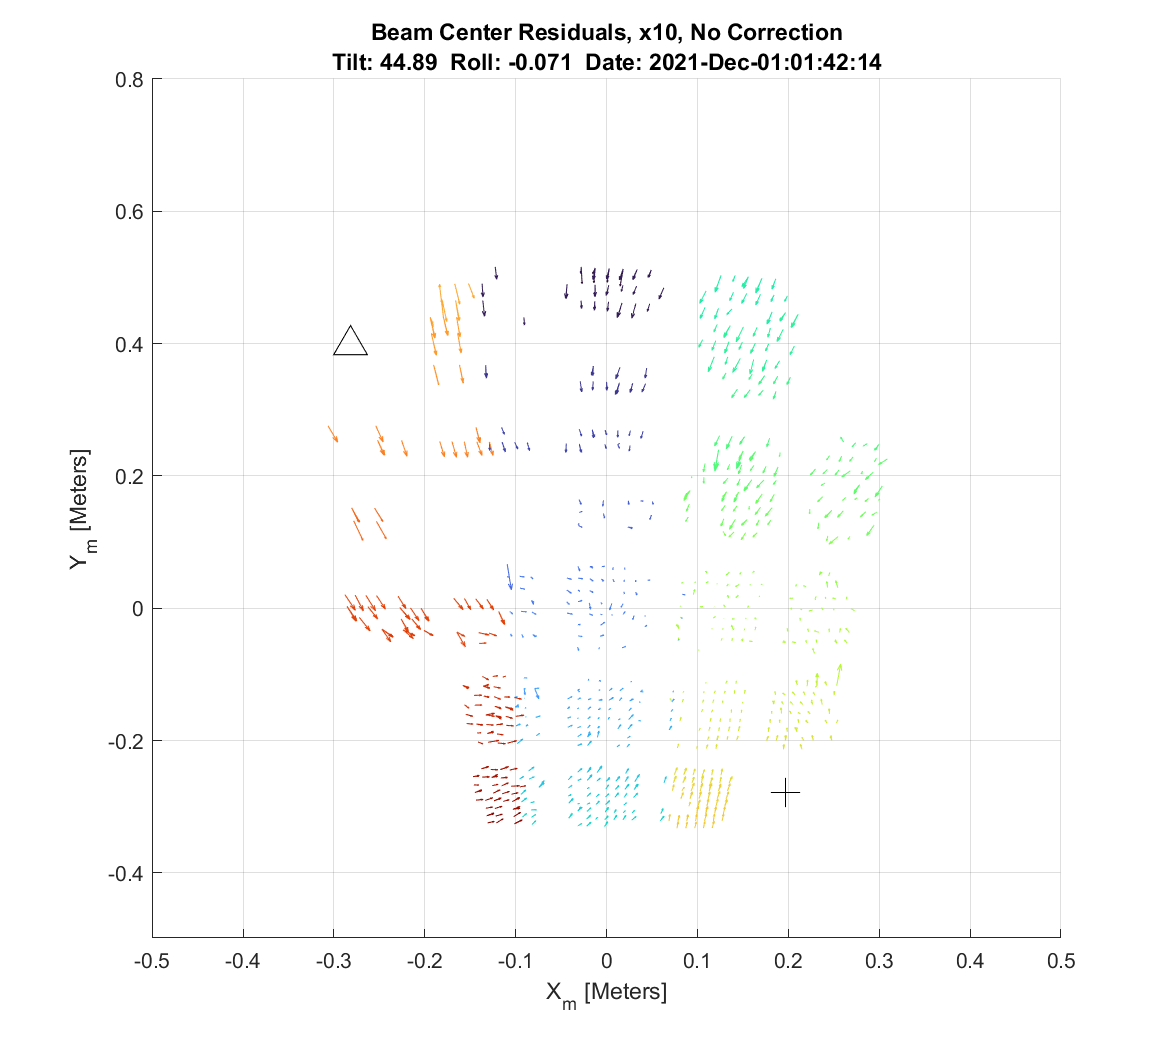 Beam Center Residuals, x10, No Correction
Tilt: 44.89 Roll: -0.071 Date: 2021-Dec-01:01:42:14
0.8
0.6
0.4
0.2
0
-0.2
-0.4
Y_m [Meters]
-0.5 -0.4 -0.3 -0.2 -0.1 0 0.1 0.2 0.3 0.4 0.5
X_m [Meters]